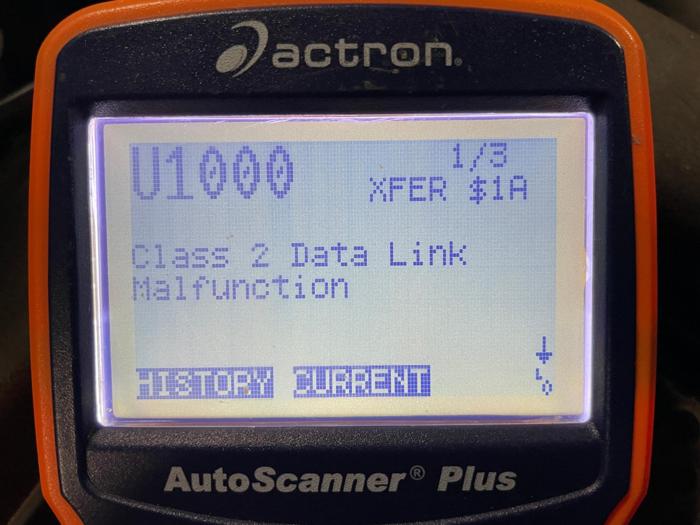 actron®
U1000
1/3
XFER $1A
Class 2 Data Link
Malfunction
HISTORY CURRENT
AutoScanner® Plus